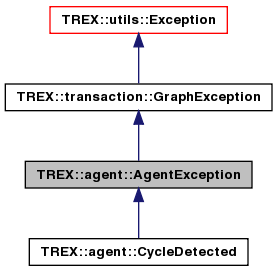 TREX::utils::Exception
TREX::transaction::GraphException
TREX::agent::AgentException
TREX::agent::CycleDetected